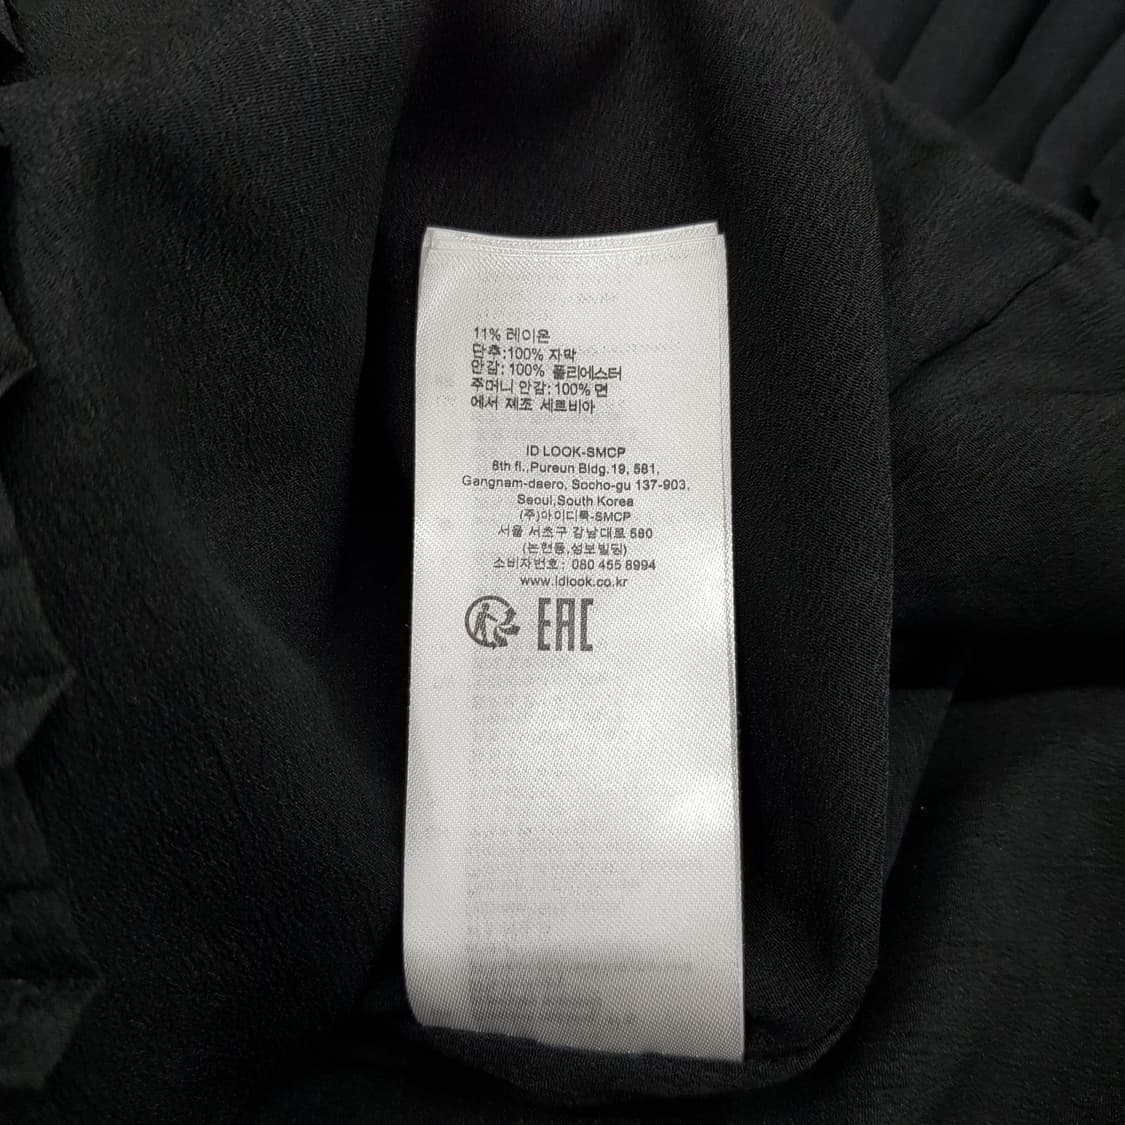 11% 레이온
단추:100% 자막
안감: 100% 폴리에스터
주머니 안감: 100% 면
에서 제조 세르비아
ID LOOK-SMCP
6th fl.,Pureun Bldg.19, 581,
Gangnam-daero, Socho-gu 137-903,
Seoul,South Korea
(주)아이디룩-SMCP
서울 서초구 강남대로 580
(논현동,성보빌딩)
소비자번호: 080 455 8994
www.idlook.co.kr
EAC